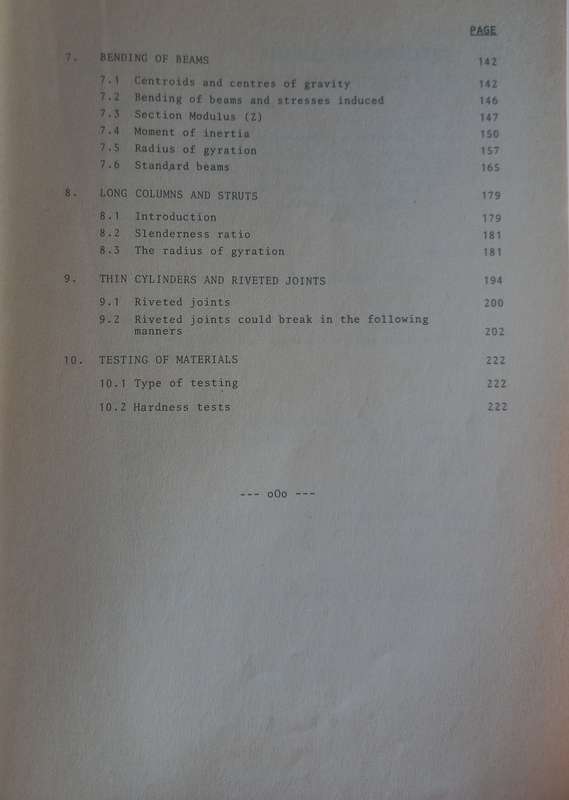 PAGE
7. BENDING OF BEAMS 142
7.1 Centroids and centres of gravity 142
7.2 Bending of beams and stresses induced 146
7.3 Section Modulus (Z) 147
7.4 Moment of inertia 150
7.5 Radius of gyration 157
7.6 Standard beams 165
8. LONG COLUMNS AND STRUTS 179
8.1 Introduction 179
8.2 Slenderness ratio 181
8.3 The radius of gyration 181
9. THIN CYLINDERS AND RIVETED JOINTS 194
9.1 Riveted joints 200
9.2 Riveted joints could break in the following
manners 202
10. TESTING OF MATERIALS 222
10.1 Type of testing 222
10.2 Hardness tests 222
--- oOo ---